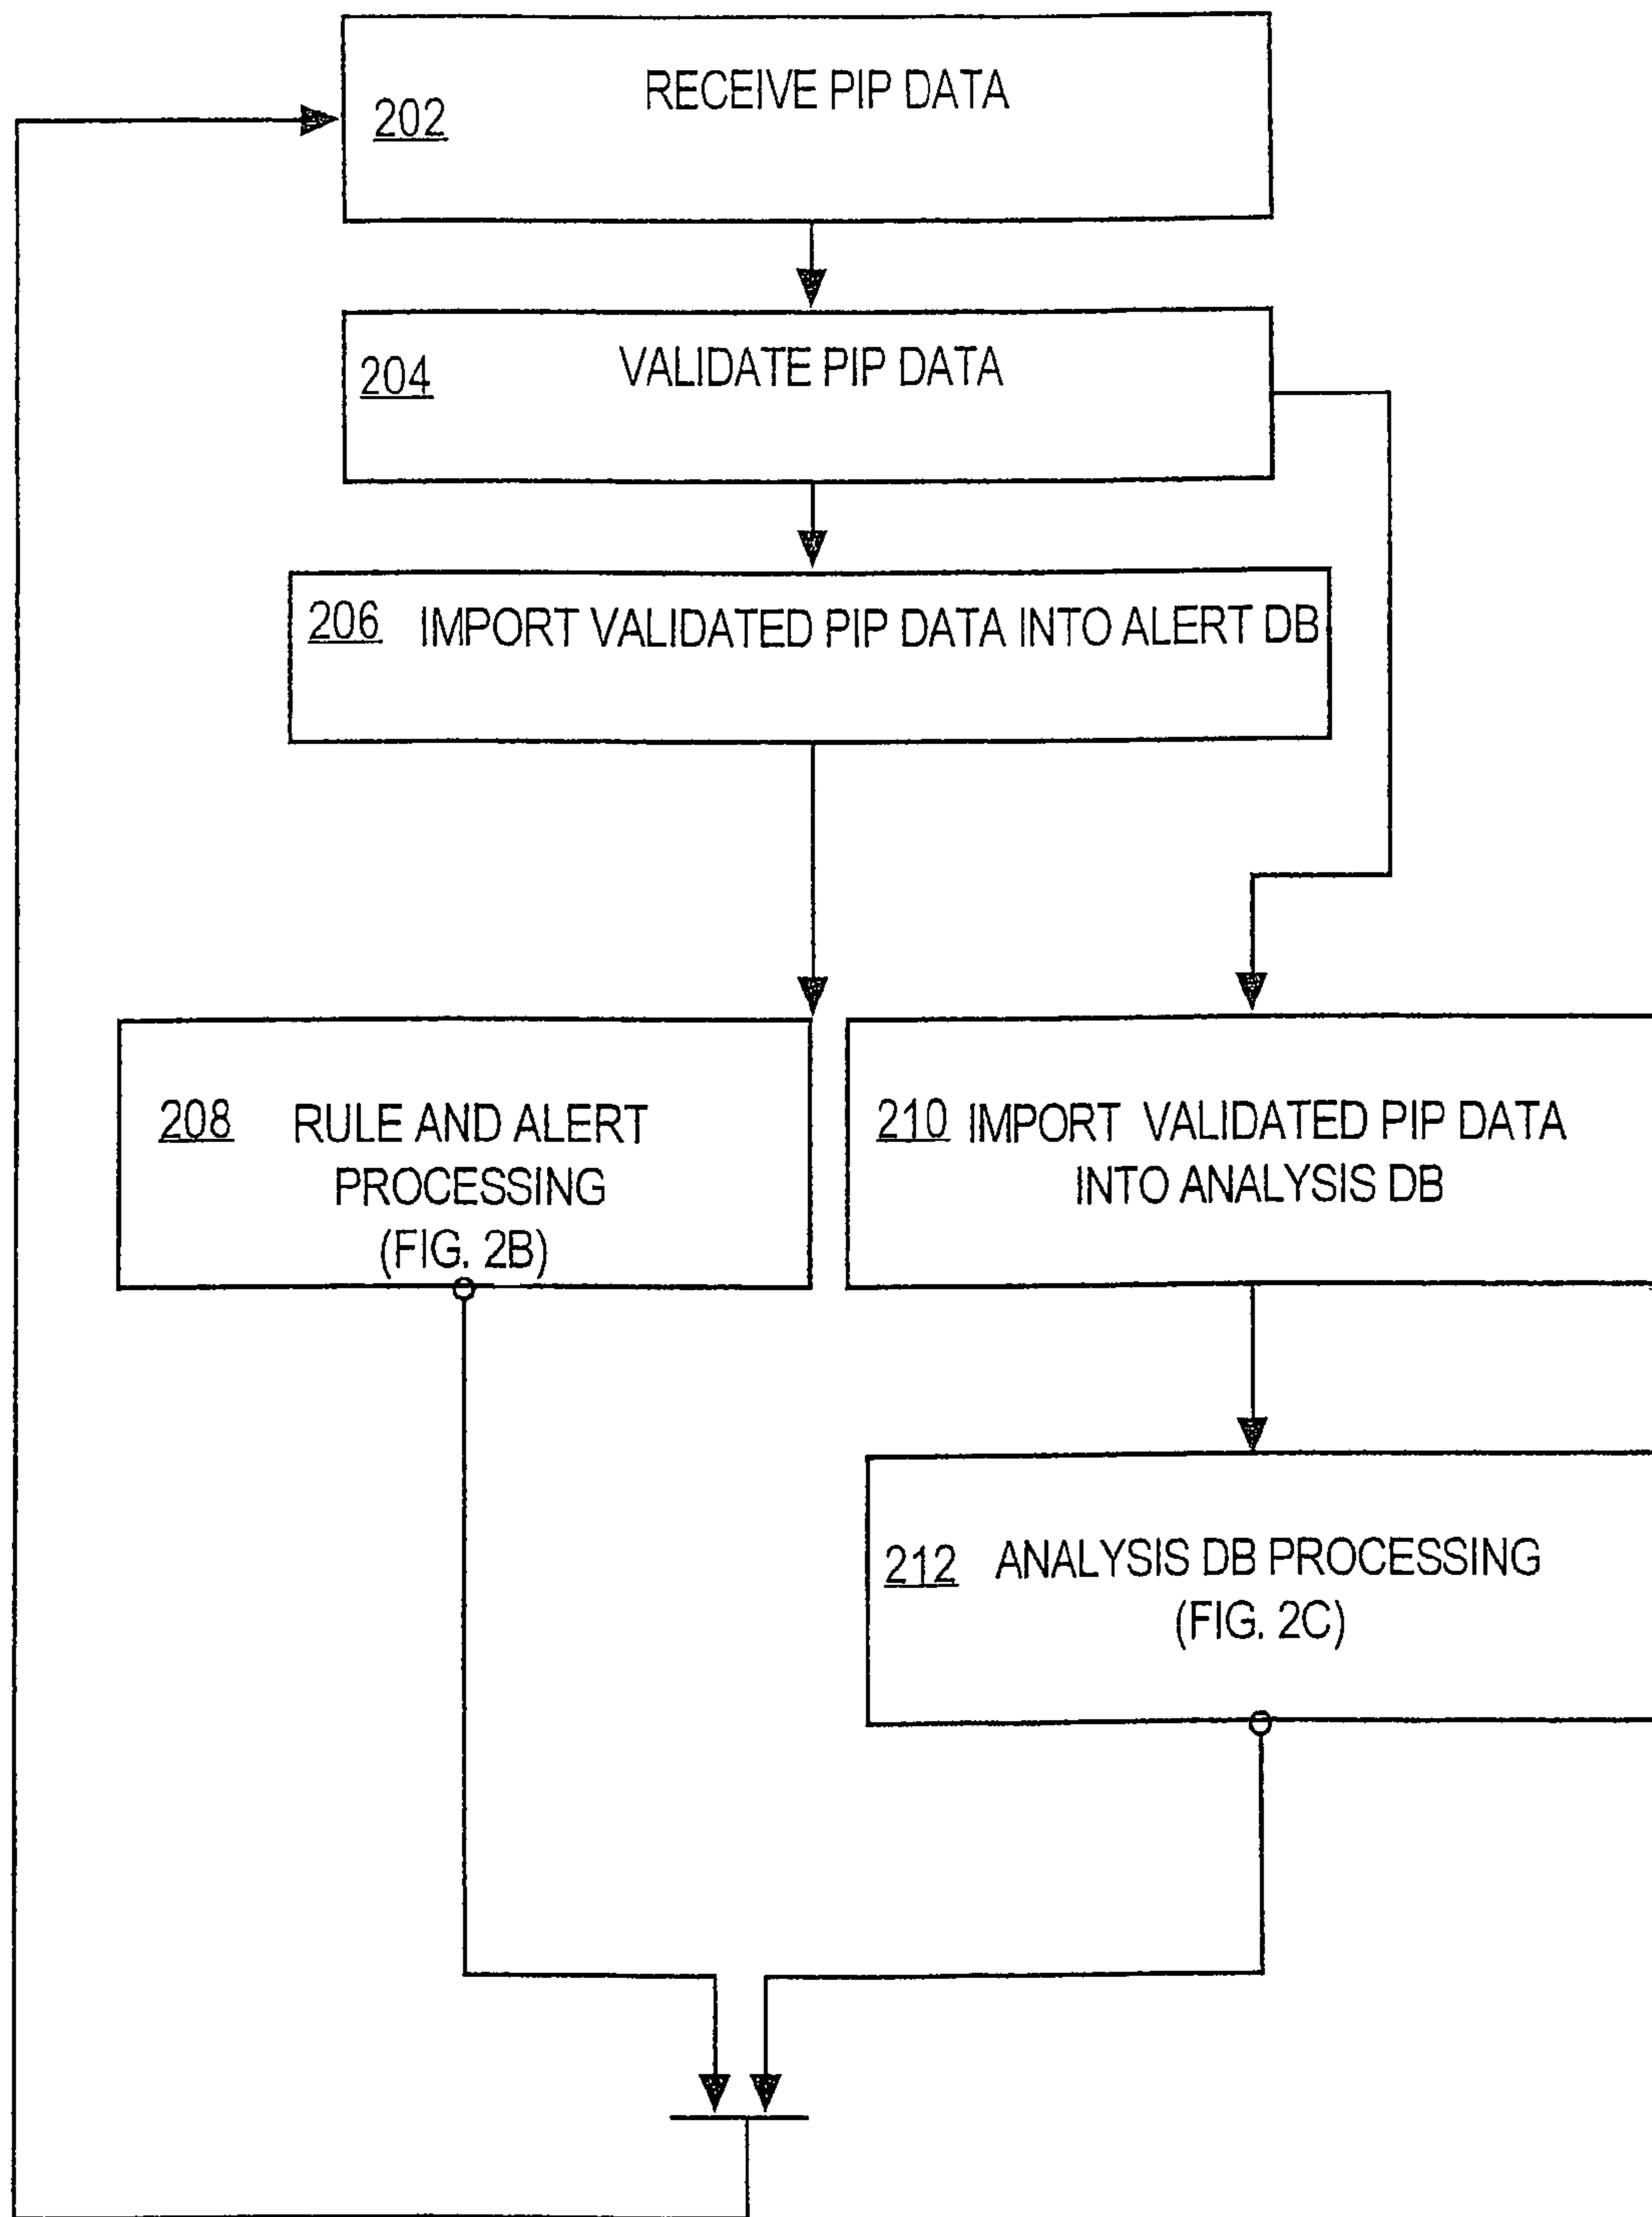 RECEIVE PIP DATA
202
VALIDATE PIP DATA
204
206 IMPORT VALIDATED PIP DATA INTO ALERT DB
208 RULE AND ALERT
PROCESSING
(FIG. 2B)
210 IMPORT VALIDATED PIP DATA
INTO ANALYSIS DB
212 ANALYSIS DB PROCESSING
(FIG. 2C)